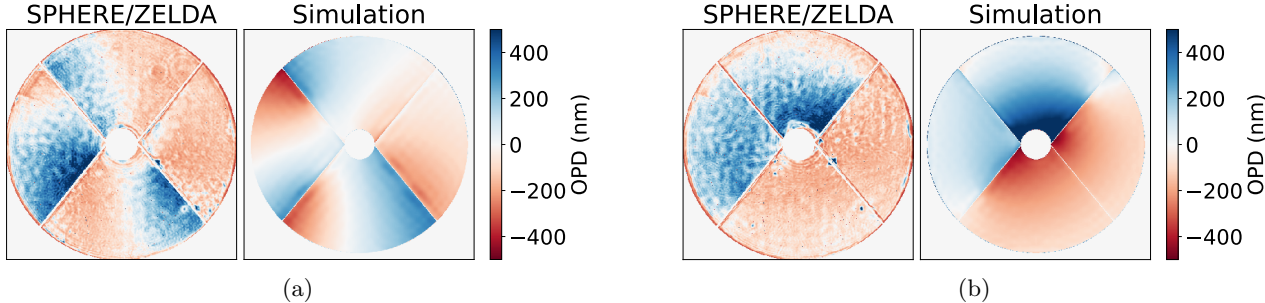 SPHERE/ZELDA Simulation
400
200
0
−200
−400
OPD (nm)
(a)
SPHERE/ZELDA Simulation
400
200
0
−200
−400
OPD (nm)
(b)